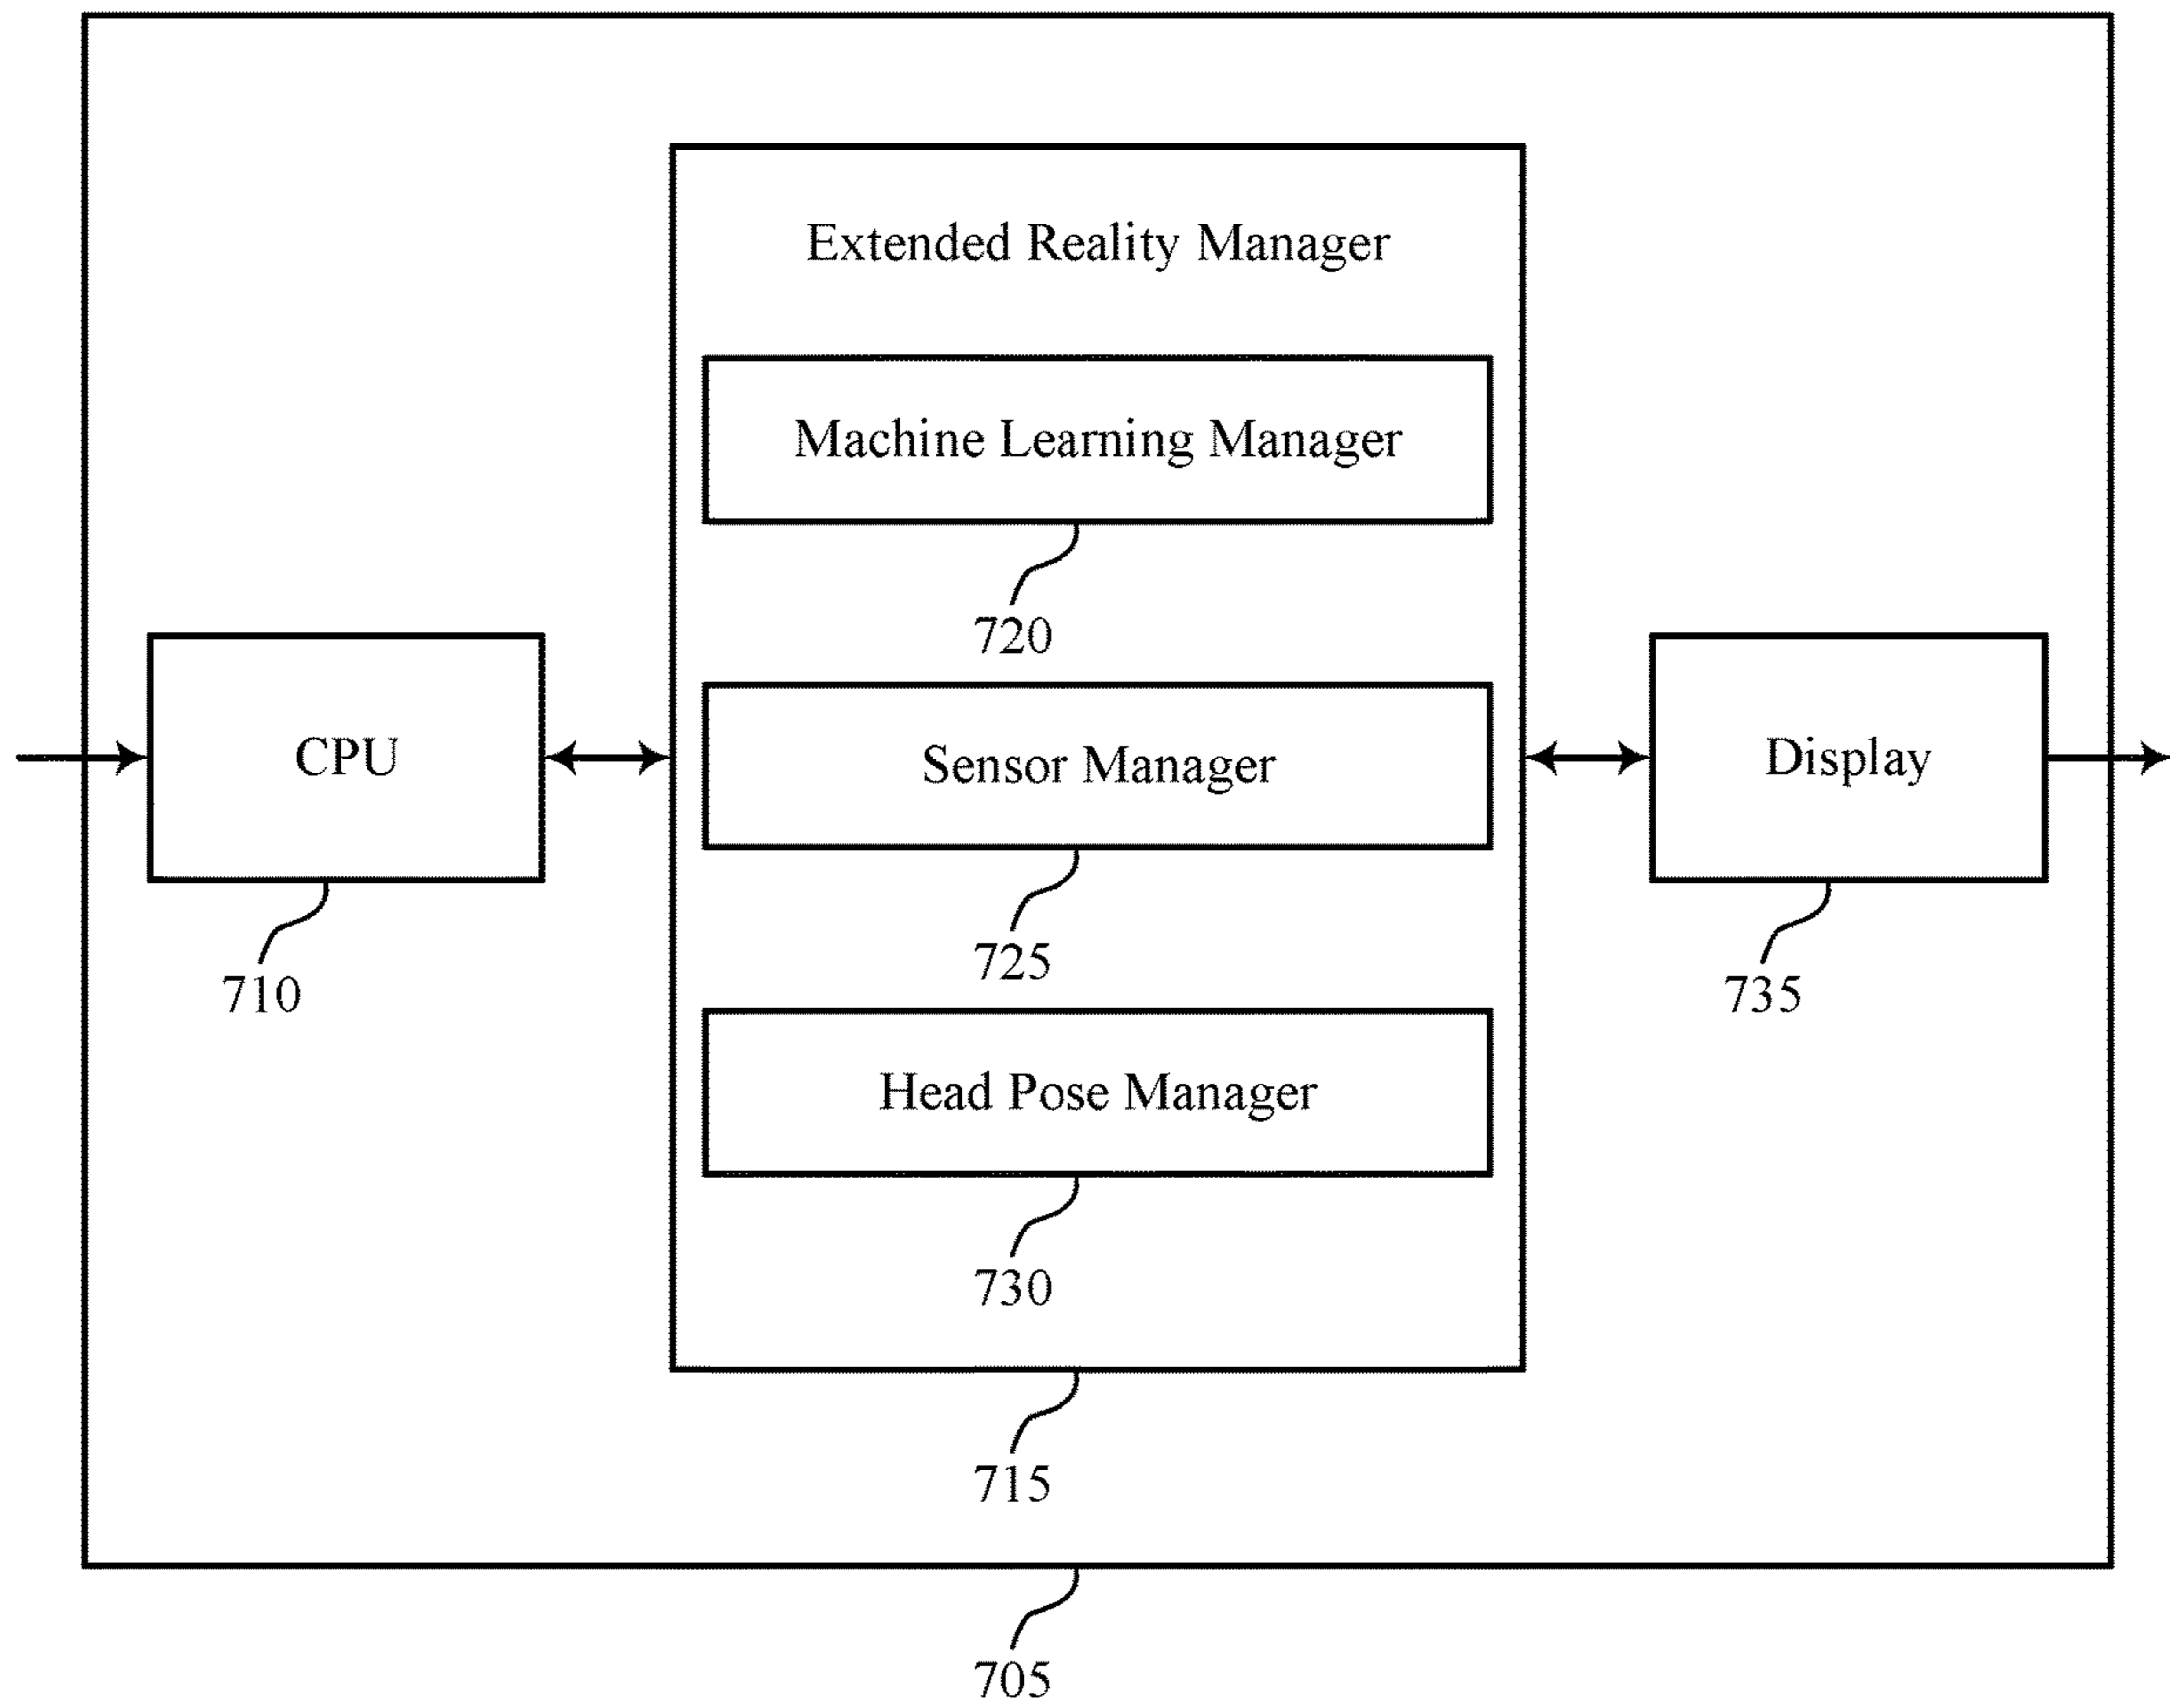 Extended Reality Manager
Machine Learning Manager
720
CPU
710
Sensor Manager
725
Display
735
Head Pose Manager
730
715
705